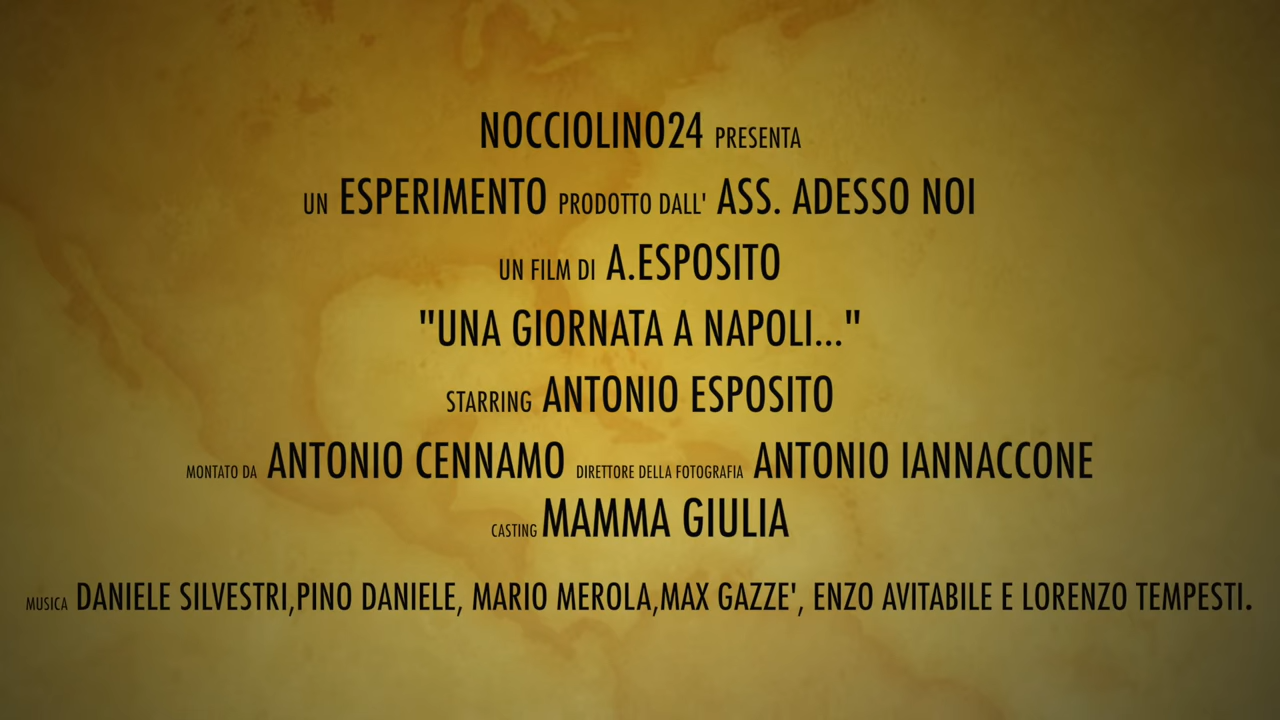 NOCCIOLINO24 PRESENTA
UN ESPERIMENTO PRODOTTO DALL' ASS. ADESSO NOI
UN FILM DI A.ESPOSITO
"UNA GIORNATA A NAPOLI..."
STARRING ANTONIO ESPOSITO
MONTATO DA ANTONIO CENNAMO DIRETTORE DELLA FOTOGRAFIA ANTONIO IANNACCONE
CASTING MAMMA GIULIA
MUSICA DANIELE SILVESTRI,PINO DANIELE, MARIO MEROLA,MAX GAZZE', ENZO AVITABILE E LORENZO TEMPESTI.